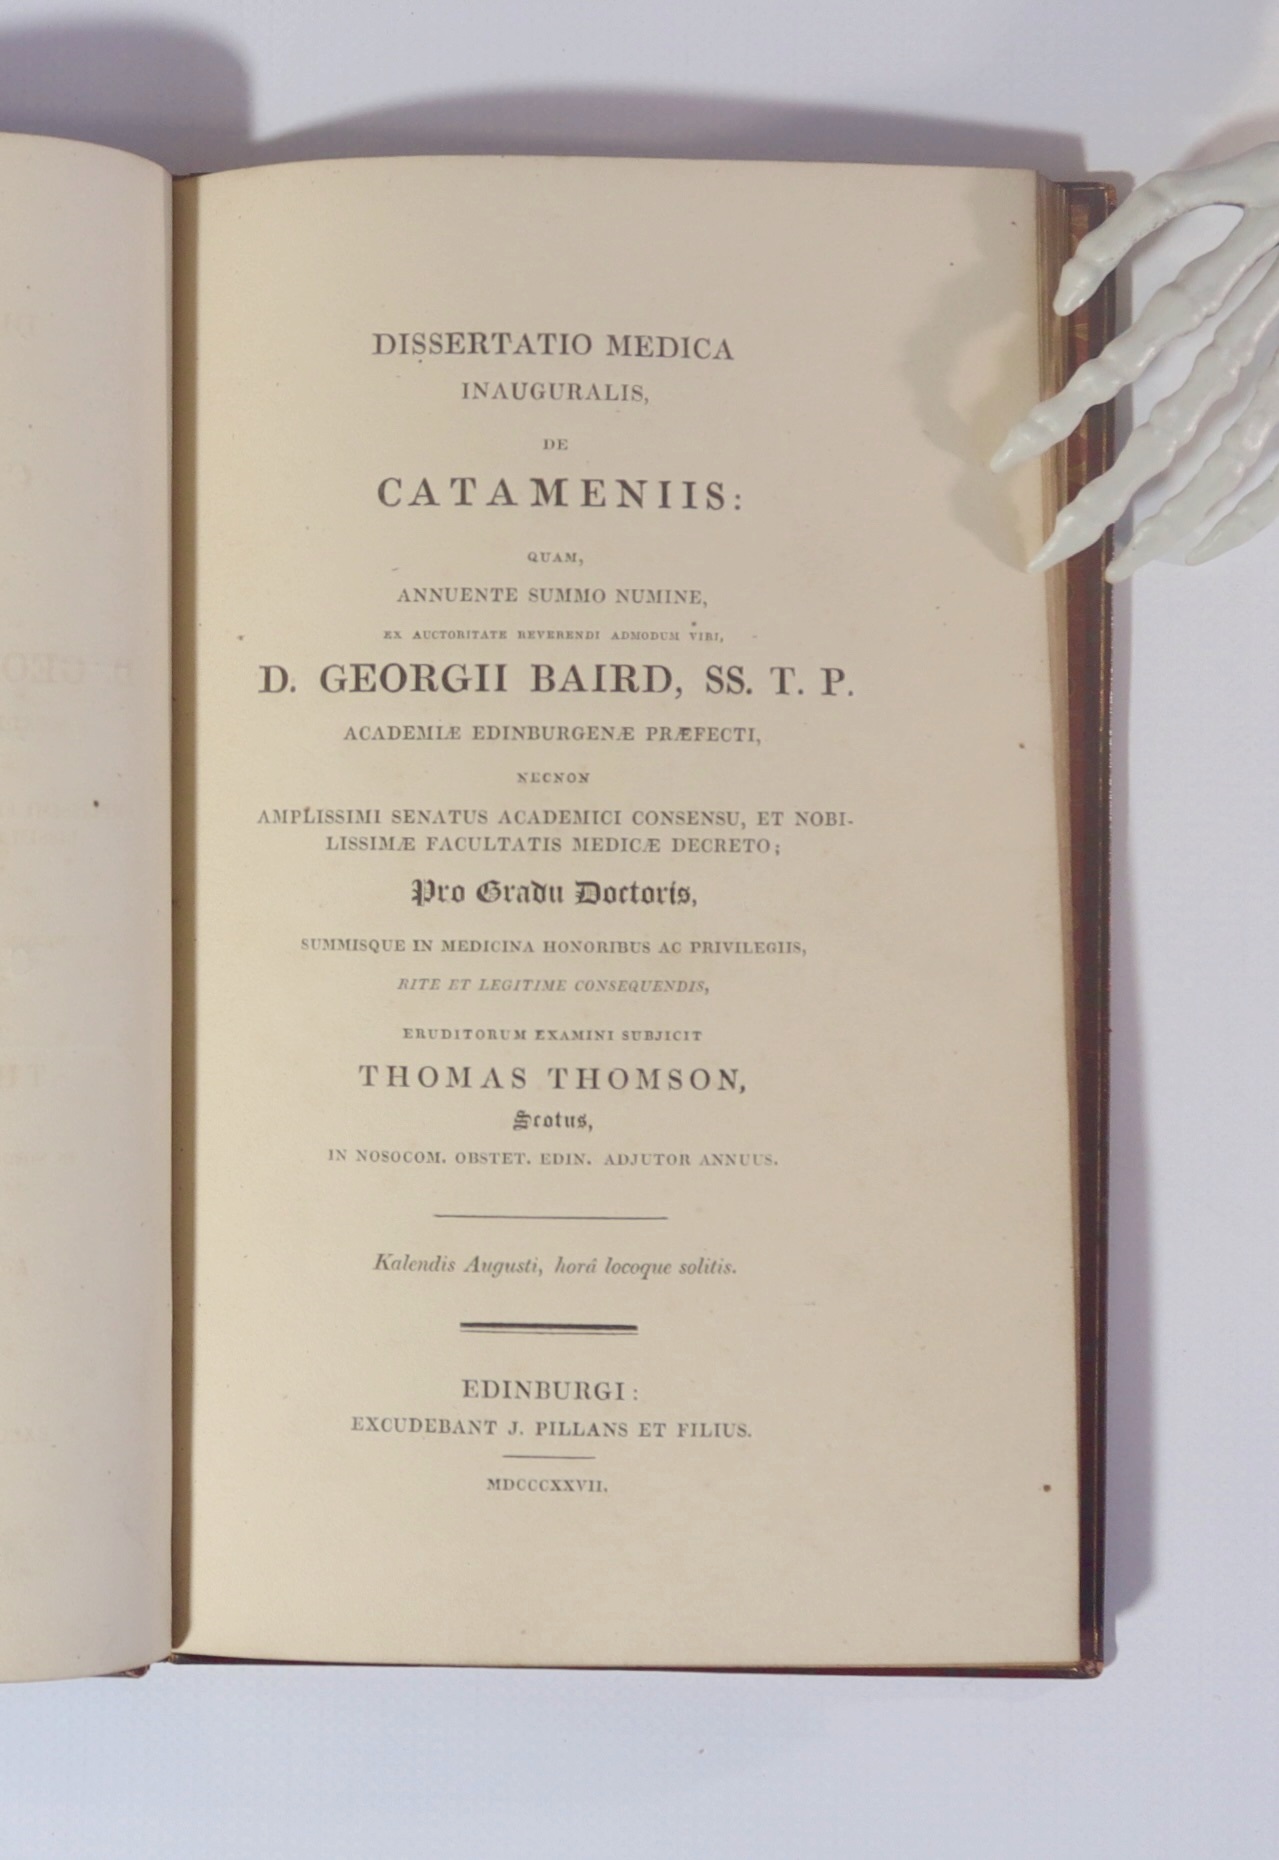 DISSERTATIO MEDICA
INAUGURALIS,
DE
CATAMENIIS:
QUAM,
ANNUENTE SUMMO NUMINE,
EX AUCTORITATE REVERENDI ADMODUM VIRI,
D. GEORGII BAIRD, SS. T. P.
ACADEMIÆ EDINBURGENÆ PRÆFECTI,
NECNON
AMPLISSIMI SENATUS ACADEMICI CONSENSU, ET NOBI-
LISSIMÆ FACULTATIS MEDICÆ DECRETO;
Pro Gradu Doctoris,
SUMMISQUE IN MEDICINA HONORIBUS AC PRIVILEGIIS,
RITE ET LEGITIME CONSEQUENDIS,
ERUDITORUM EXAMINI SUBJICIT
THOMAS THOMSON,
Scotus,
IN NOSOCOM. OBSTET. EDIN. ADJUTOR ANNUUS.
Kalendis Augusti, horâ locoque solitis.
EDINBURGI:
EXCUDEBANT J. PILLANS ET FILIUS.
MDCCCXXVII.